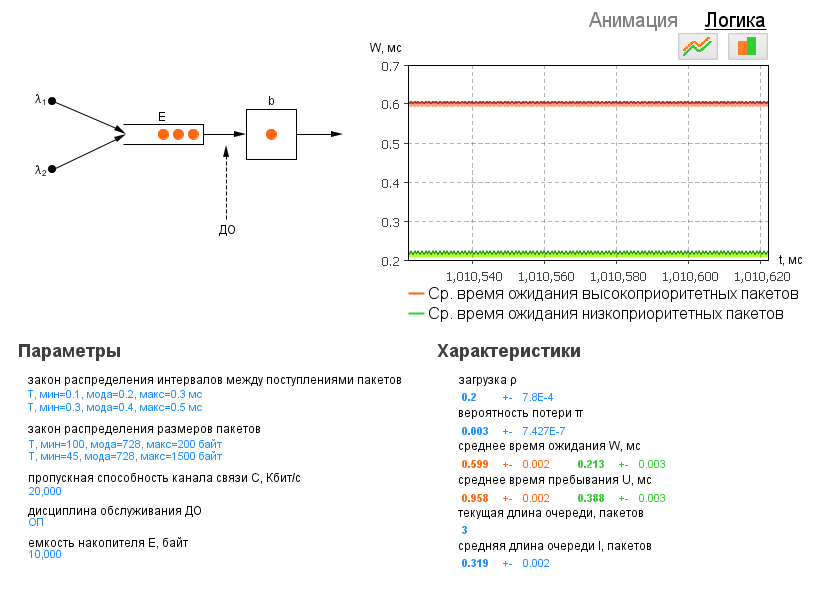 Анимация Логика
W, мс
0.7
0.6
0.5
0.4
0.3
0.2
1,010,540 1,010,560 1,010,580 1,010,600 1,010,620
t, мс
Ср. время ожидания высокоприоритетных пакетов
Ср. время ожидания низкоприоритетных пакетов
λ1
λ2
E
b
ДО
Параметры
закон распределения интервалов между поступлениями пакетов
T, мин=0.1, мода=0.2, макс=0.3 мс
T, мин=0.3, мода=0.4, макс=0.5 мс
закон распределения размеров пакетов
T, мин=100, мода=728, макс=200 байт
T, мин=45, мода=728, макс=1500 байт
пропускная способность канала связи C, Кбит/с
20,000
дисциплина обслуживания ДО
ОП
емкость накопителя E, байт
10,000
Характеристики
загрузка ρ
0.2 +- 7.8E-4
вероятность потери π
0.003 +- 7.427E-7
среднее время ожидания W, мс
0.599 +- 0.002 0.213 +- 0.003
среднее время пребывания U, мс
0.958 +- 0.002 0.388 +- 0.003
текущая длина очереди, пакетов
3
средняя длина очереди l, пакетов
0.319 +- 0.002